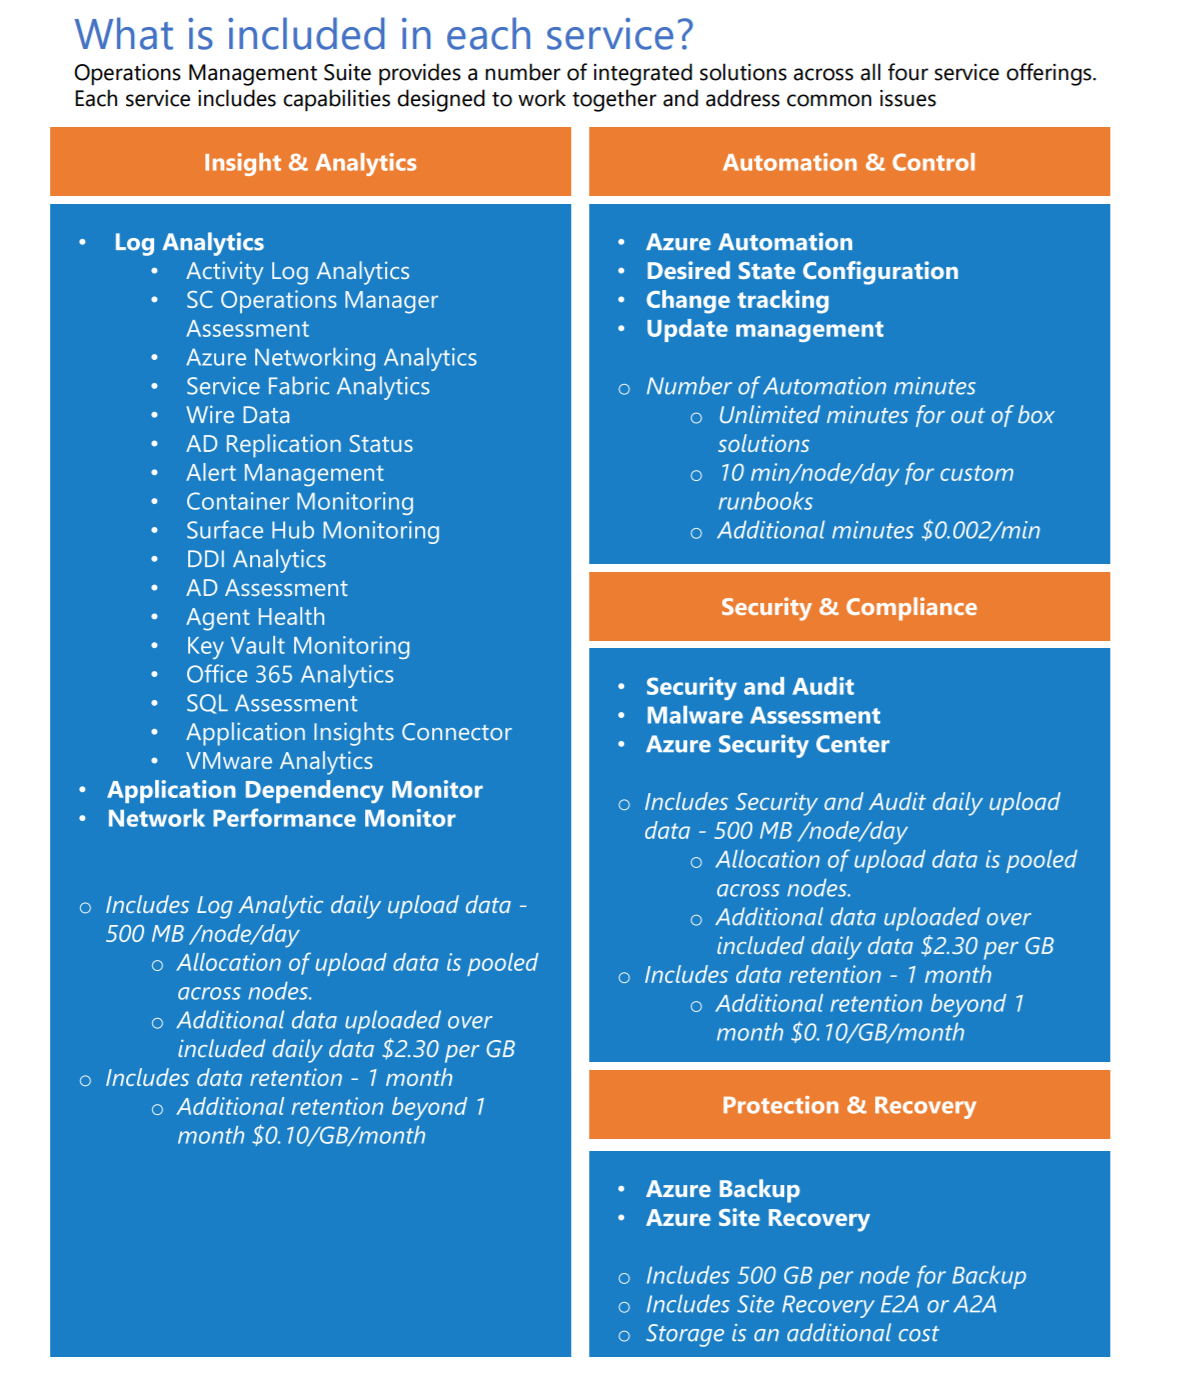 What is included in each service?
Operations Management Suite provides a number of integrated solutions across all four service offerings.
Each service includes capabilities designed to work together and address common issues
Insight & Analytics
• Log Analytics
• Activity Log Analytics
• SC Operations Manager
Assessment
• Azure Networking Analytics
• Service Fabric Analytics
• Wire Data
• AD Replication Status
• Alert Management
• Container Monitoring
• Surface Hub Monitoring
• DDI Analytics
• AD Assessment
• Agent Health
• Key Vault Monitoring
• Office 365 Analytics
• SQL Assessment
• Application Insights Connector
• VMware Analytics
• Application Dependency Monitor
• Network Performance Monitor
o Includes Log Analytic daily upload data -
500 MB /node/day
o Allocation of upload data is pooled
across nodes.
o Additional data uploaded over
included daily data $2.30 per GB
o Includes data retention - 1 month
o Additional retention beyond 1
month $0.10/GB/month
Automation & Control
• Azure Automation
• Desired State Configuration
• Change tracking
• Update management
o Number of Automation minutes
o Unlimited minutes for out of box
solutions
o 10 min/node/day for custom
runbooks
o Additional minutes $0.002/min
Security & Compliance
• Security and Audit
• Malware Assessment
• Azure Security Center
o Includes Security and Audit daily upload
data - 500 MB /node/day
o Allocation of upload data is pooled
across nodes.
o Additional data uploaded over
included daily data $2.30 per GB
o Includes data retention - 1 month
o Additional retention beyond 1
month $0.10/GB/month
Protection & Recovery
• Azure Backup
• Azure Site Recovery
o Includes 500 GB per node for Backup
o Includes Site Recovery E2A or A2A
o Storage is an additional cost